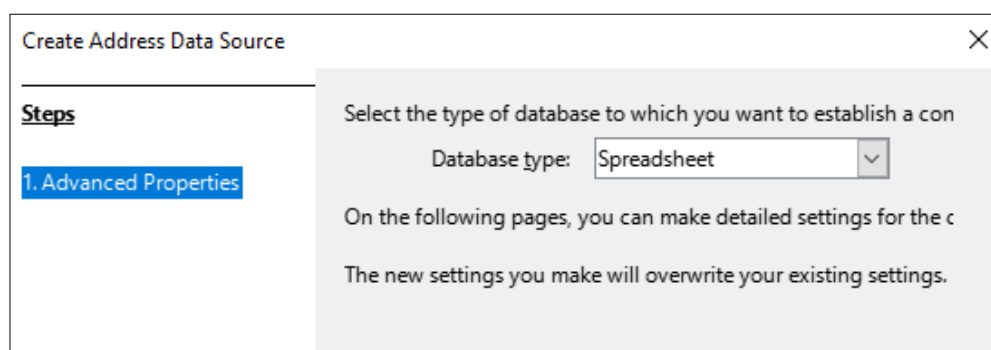 Create Address Data Source
Steps
1. Advanced Properties
Select the type of database to which you want to establish a con
Database type: Spreadsheet
On the following pages, you can make detailed settings for the c
The new settings you make will overwrite your existing settings.